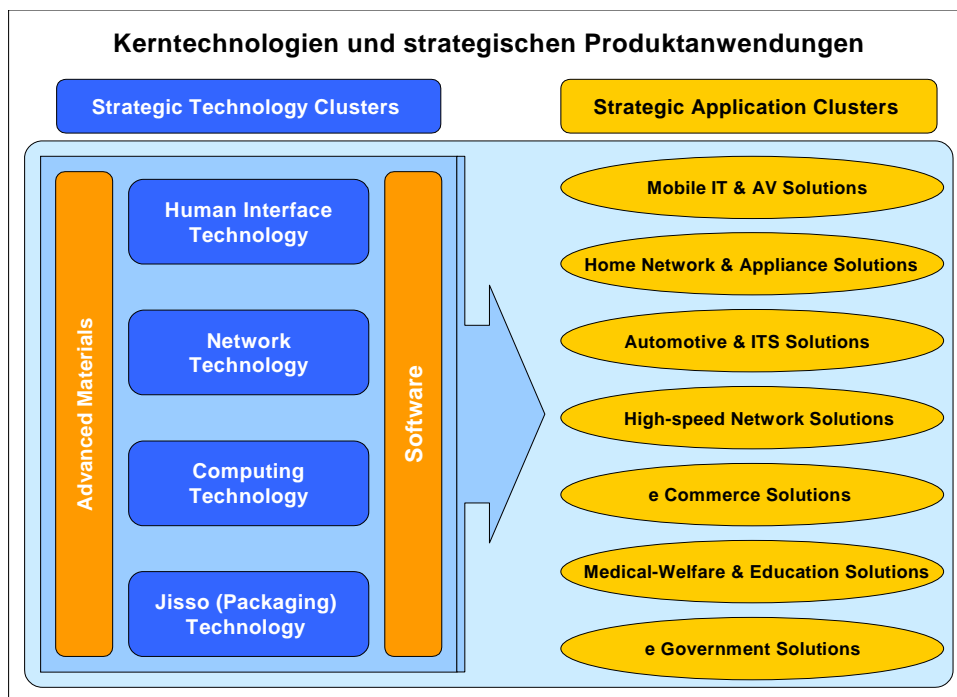 Kerntechnologien und strategischen Produktanwendungen
Strategic Technology Clusters
Strategic Application Clusters
Advanced Materials
Human Interface
Technology
Network
Technology
Computing
Technology
Jisso (Packaging)
Technology
Software
Mobile IT & AV Solutions
Home Network & Appliance Solutions
Automotive & ITS Solutions
High-speed Network Solutions
e Commerce Solutions
Medical-Welfare & Education Solutions
e Government Solutions